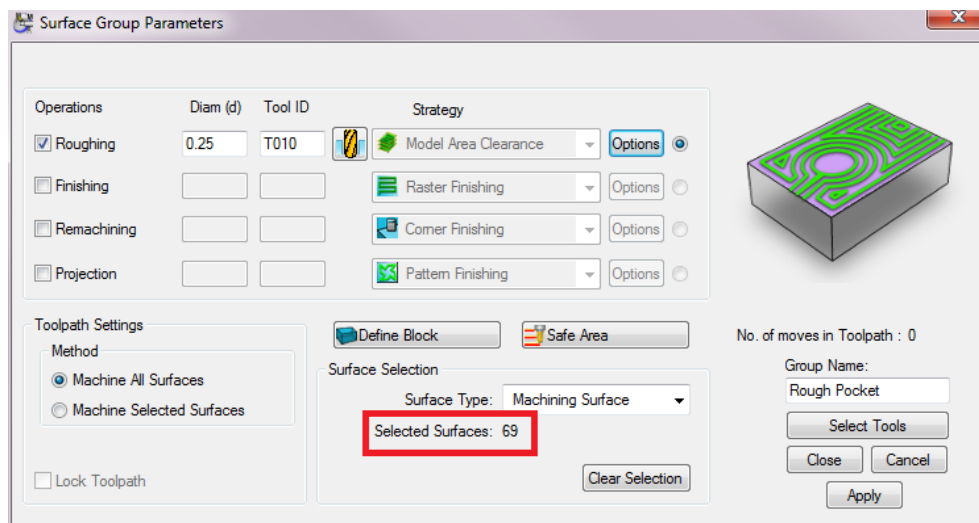 Surface Group Parameters
Operations Diam (d) Tool ID Strategy
Roughing 0.25 T010 Model Area Clearance Options
Finishing Raster Finishing Options
Remachining Corner Finishing Options
Projection Pattern Finishing Options
Toolpath Settings
Method
Machine All Surfaces
Machine Selected Surfaces
Lock Toolpath
Define Block Safe Area
Surface Selection
Surface Type: Machining Surface
Selected Surfaces: 69
Clear Selection
No. of moves in Toolpath : 0
Group Name:
Rough Pocket
Select Tools
Close Cancel
Apply